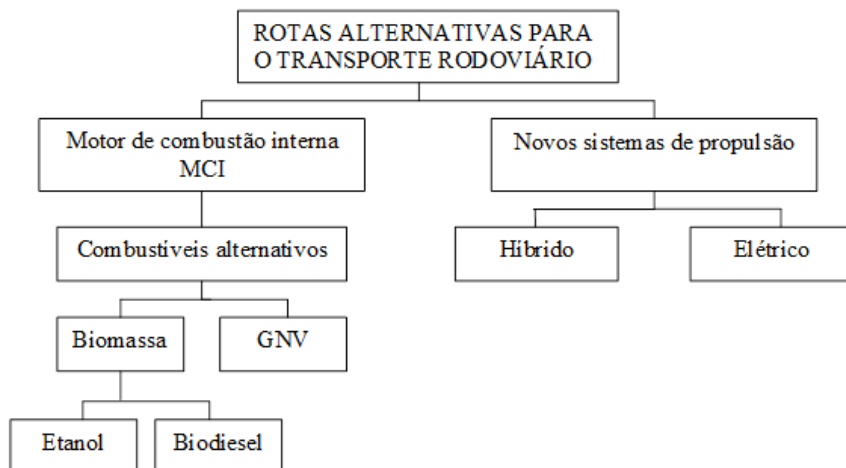 ROTAS ALTERNATIVAS PARA
O TRANSPORTE RODOVIÁRIO
Motor de combustão interna
MCI
Novos sistemas de propulsão
Combustíveis alternativos
Híbrido
Elétrico
Biomassa
GNV
Etanol
Biodiesel